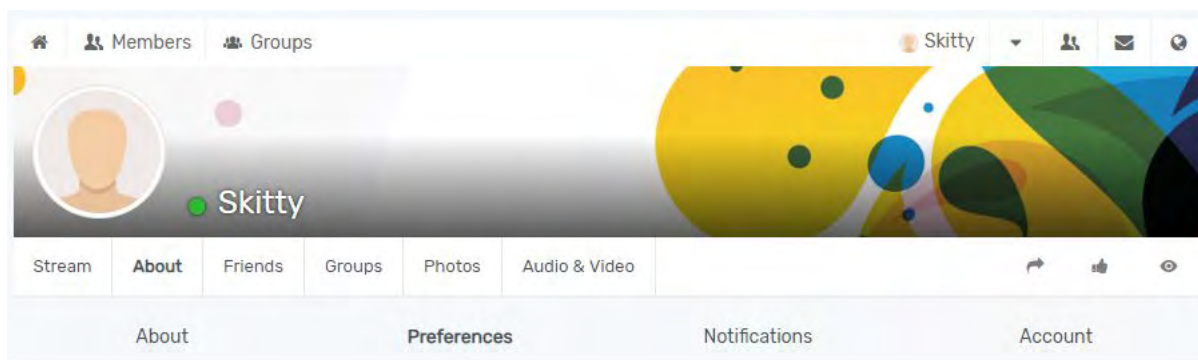 Members Groups Skitty
Skitty
Stream About Friends Groups Photos Audio & Video
About Preferences Notifications Account